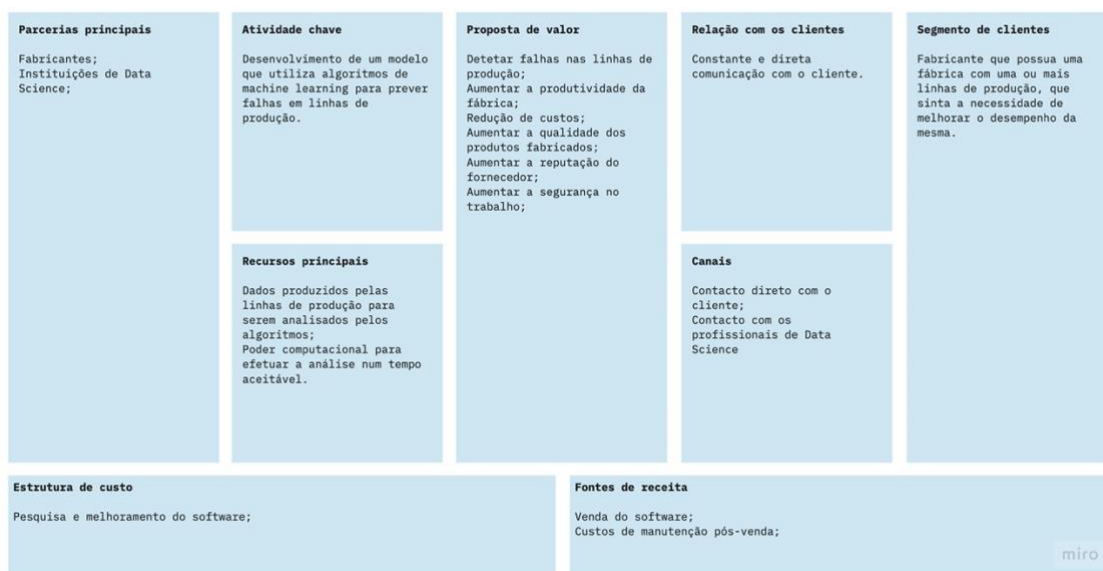 Parcerias principais
Fabricantes;
Instituições de Data
Science;
Atividade chave
Desenvolvimento de um modelo
que utiliza algoritmos de
machine learning para prever
falhas em linhas de
produção.
Recursos principais
Dados produzidos pelas
linhas de produção para
serem analisados pelos
algoritmos;
Poder computacional para
efetuar a análise num tempo
aceitável.
Proposta de valor
Detetar falhas nas linhas de
produção;
Aumentar a produtividade da
fábrica;
Redução de custos;
Aumentar a qualidade dos
produtos fabricados;
Aumentar a reputação do
fornecedor;
Aumentar a segurança no
trabalho;
Relação com os clientes
Constante e direta
comunicação com o cliente.
Canais
Contacto direto com o
cliente;
Contacto com os
profissionais de Data
Science
Segmento de clientes
Fabricante que possua uma
fábrica com uma ou mais
linhas de produção, que
sinta a necessidade de
melhorar o desempenho da
mesma.
Estrutura de custo
Pesquisa e melhoramento do software;
Fontes de receita
Venda do software;
Custos de manutenção pós-venda;
miro